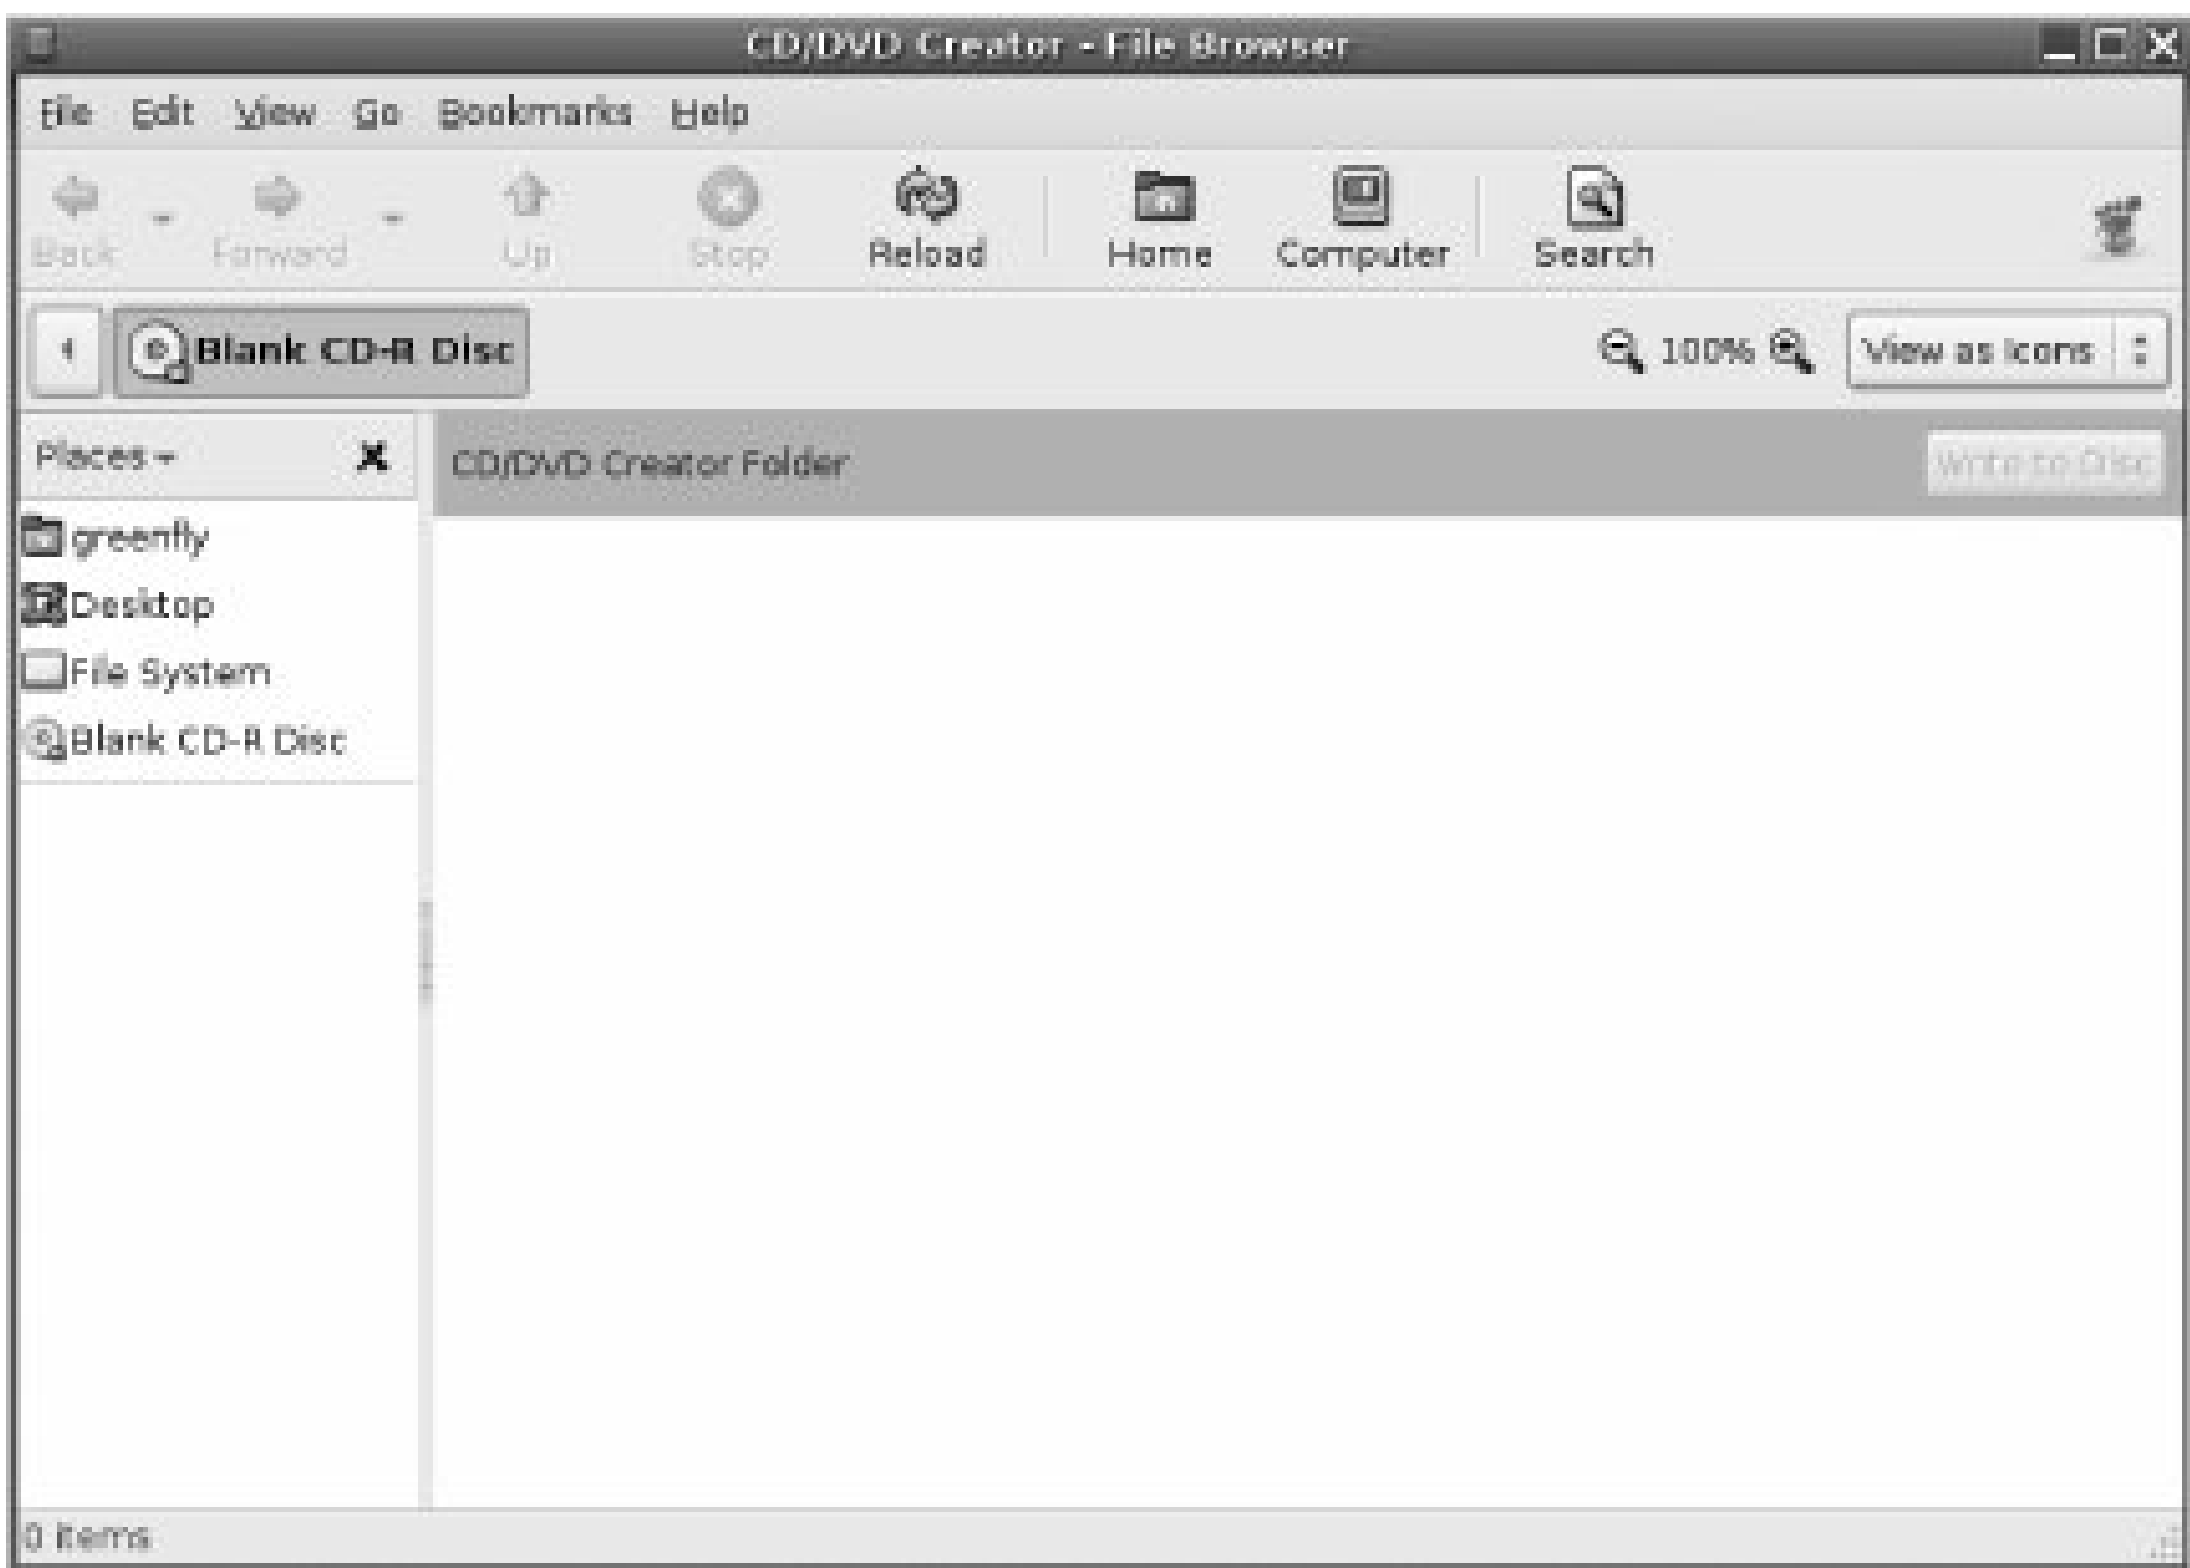 CD/DVD Creator - File Browser
File Edit View Go Bookmarks Help
Back Forward Up Stop Reload Home Computer Search
Blank CD-R Disc 100% View as Icons
Places CD/DVD Creator Folder Write to Disc
greenfly
Desktop
File System
Blank CD-R Disc
0 items